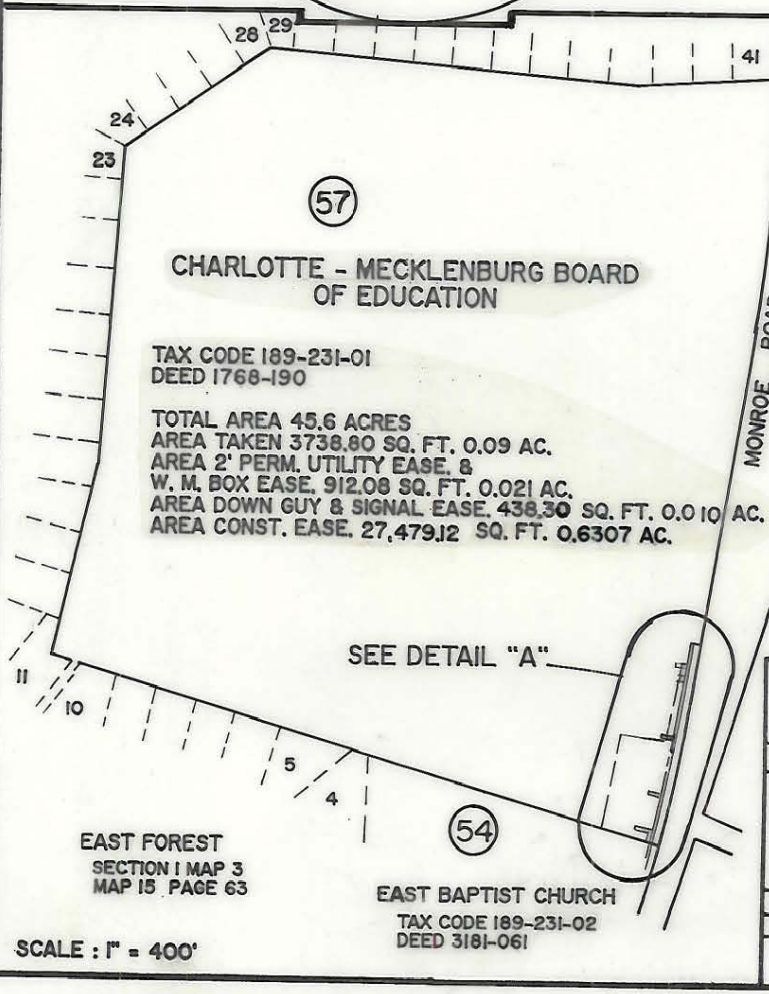 28 29
41
24
23
57
CHARLOTTE - MECKLENBURG BOARD
OF EDUCATION
TAX CODE 189-231-01
DEED 1768-190
TOTAL AREA 45.6 ACRES
AREA TAKEN 3738.80 SQ. FT. 0.09 AC.
AREA 2' PERM. UTILITY EASE. &
W. M. BOX EASE. 912.08 SQ. FT. 0.021 AC.
AREA DOWN GUY & SIGNAL EASE. 438.30 SQ. FT. 0.010 AC.
AREA CONST. EASE. 27,479.12 SQ. FT. 0.6307 AC.
MONROE ROAD
SEE DETAIL "A"
11
10
5
4
54
EAST FOREST
SECTION 1 MAP 3
MAP 15 PAGE 63
EAST BAPTIST CHURCH
TAX CODE 189-231-02
DEED 3181-061
SCALE : 1" = 400'